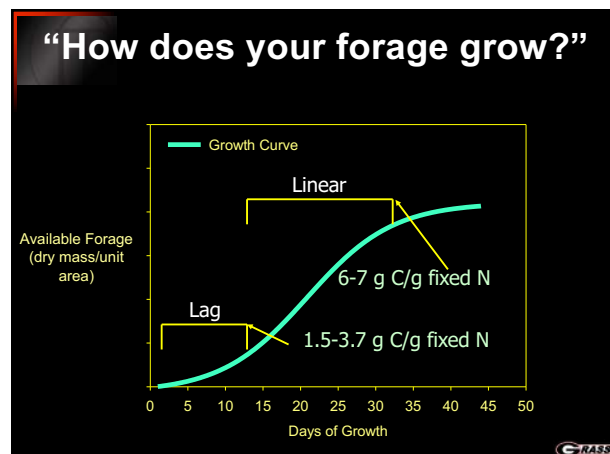 “How does your forage grow?”
Growth Curve
Linear
Available Forage
(dry mass/unit
area)
6-7 g C/g fixed N
Lag
1.5-3.7 g C/g fixed N
0 5 10 15 20 25 30 35 40 45 50
Days of Growth
GRASS